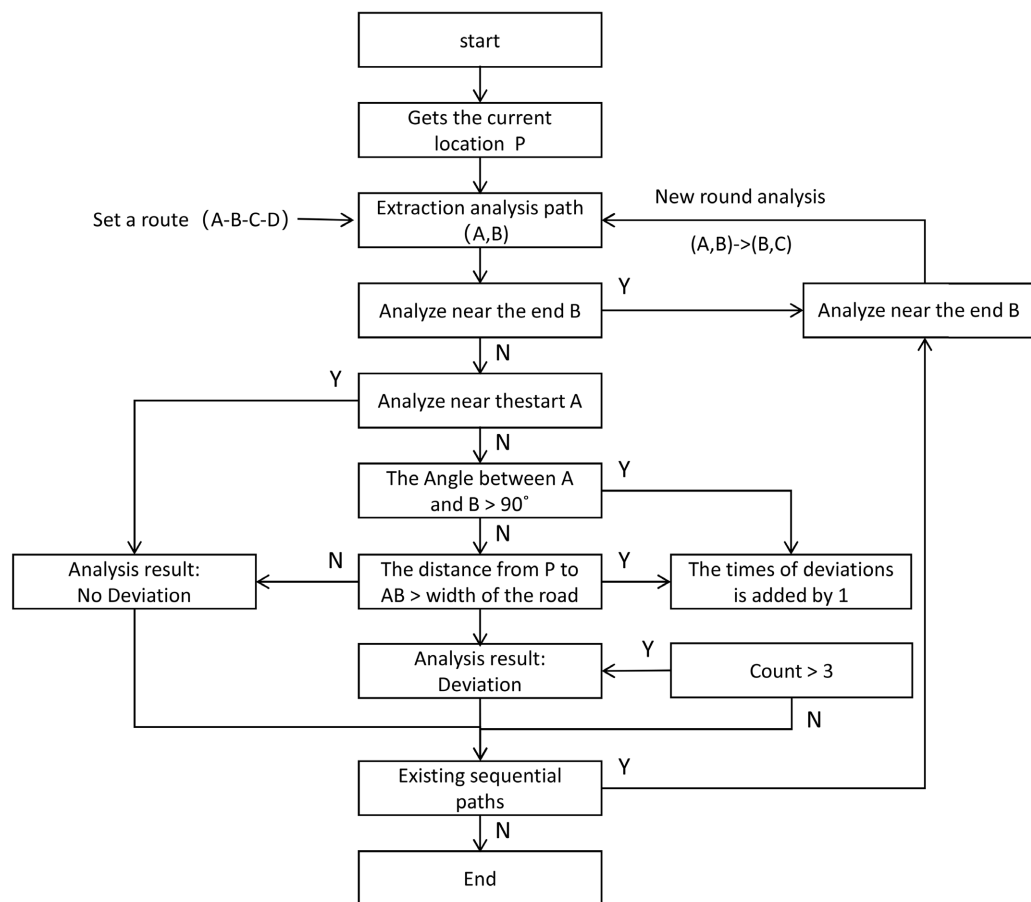 start
Gets the current
location P
New round analysis
Set a route（A-B-C-D）
Extraction analysis path
(A,B)
(A,B)->(B,C)
Analyze near the end B
Y
Analyze near the end B
N
Y
Analyze near thestart A
N
The Angle between A
and B > 90°
Y
N
Analysis result:
No Deviation
N
The distance from P to
AB > width of the road
Y
The times of deviations
is added by 1
Analysis result:
Deviation
Y
Count > 3
N
Existing sequential
paths
Y
N
End